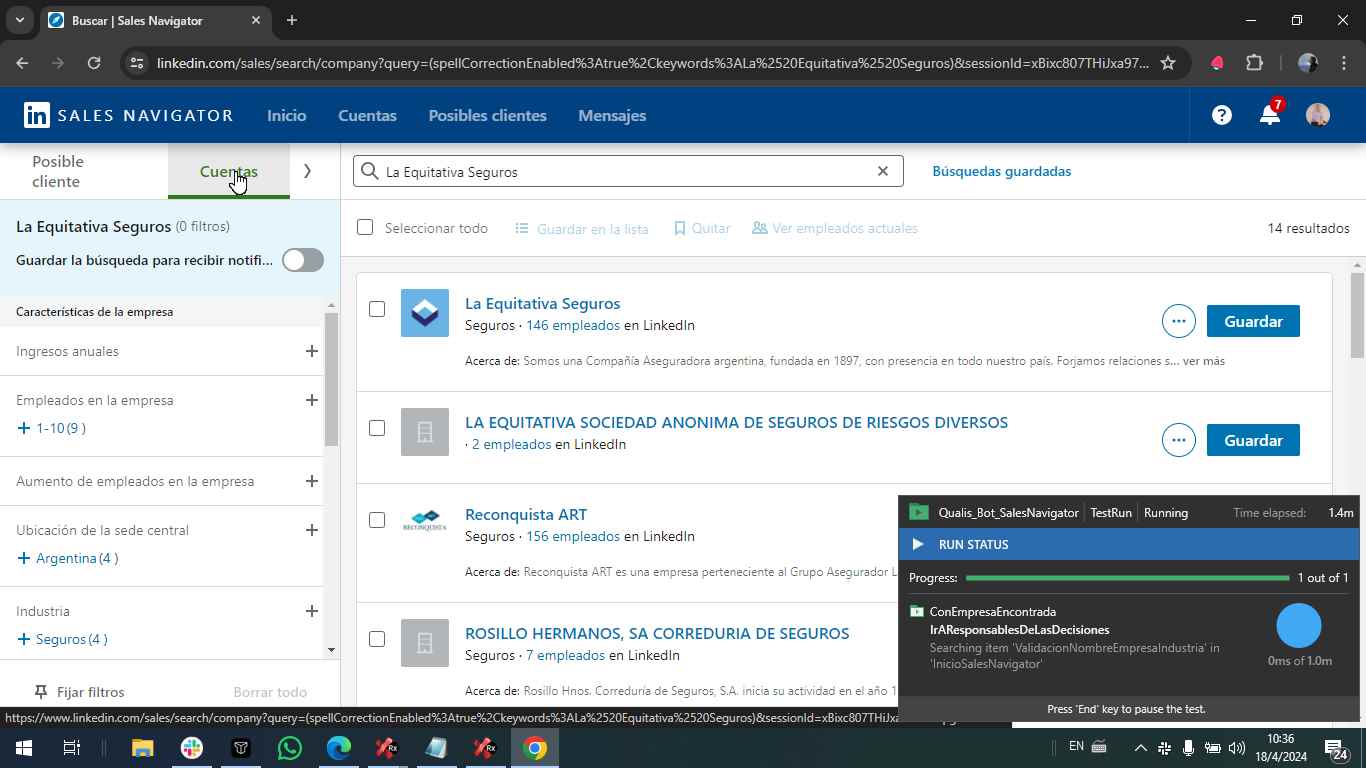 Buscar | Sales Navigator
linkedin.com/sales/search/company?query=(spellCorrectionEnabled%3Atrue%2Ckeywords%3ALa%2520Equitativa%2520Seguros)&sessionId=xBixc807THiJxa97...
in SALES NAVIGATOR
Inicio
Cuentas
Posibles clientes
Mensajes
7
Posible cliente
Cuentas
La Equitativa Seguros
Búsquedas guardadas
La Equitativa Seguros (0 filtros)
Seleccionar todo
Guardar en la lista
Quitar
Ver empleados actuales
14 resultados
Guardar la búsqueda para recibir notifi...
Características de la empresa
Ingresos anuales
Empleados en la empresa
1-10 (9)
Aumento de empleados en la empresa
Ubicación de la sede central
Argentina (4)
Industria
Seguros (4)
Fijar filtros
Borrar todo
La Equitativa Seguros
Seguros · 146 empleados en LinkedIn
Guardar
Acerca de: Somos una Compañía Aseguradora argentina, fundada en 1897, con presencia en todo nuestro país. Forjamos relaciones s... ver más
LA EQUITATIVA SOCIEDAD ANONIMA DE SEGUROS DE RIESGOS DIVERSOS
· 2 empleados en LinkedIn
Guardar
RECONQUISTA
Reconquista ART
Seguros · 156 empleados en LinkedIn
Acerca de: Reconquista ART es una empresa perteneciente al Grupo Asegurador L
ROSILLO HERMANOS, SA CORREDURIA DE SEGUROS
Seguros · 7 empleados en LinkedIn
Acerca de: Rosillo Hnos. Correduría de Seguros, S.A. inicia su actividad en el año 1
Qualis_Bot_SalesNavigator
TestRun
Running
Time elapsed: 1.4m
RUN STATUS
Progress:
1 out of 1
ConEmpresaEncontrada
IrAResponsablesDeLasDecisiones
Searching item 'ValidacionNombreEmpresaIndustria' in
'InicioSalesNavigator'
0ms of 1.0m
Press 'End' key to pause the test.
https://www.linkedin.com/sales/search/company?query=(spellCorrectionEnabled%3Atrue%2Ckeywords%3ALa%2520Equitativa%2520Seguros)&sessionId=xBixc807THiJxa
Rx
Rx
EN
10:36
18/4/2024
24